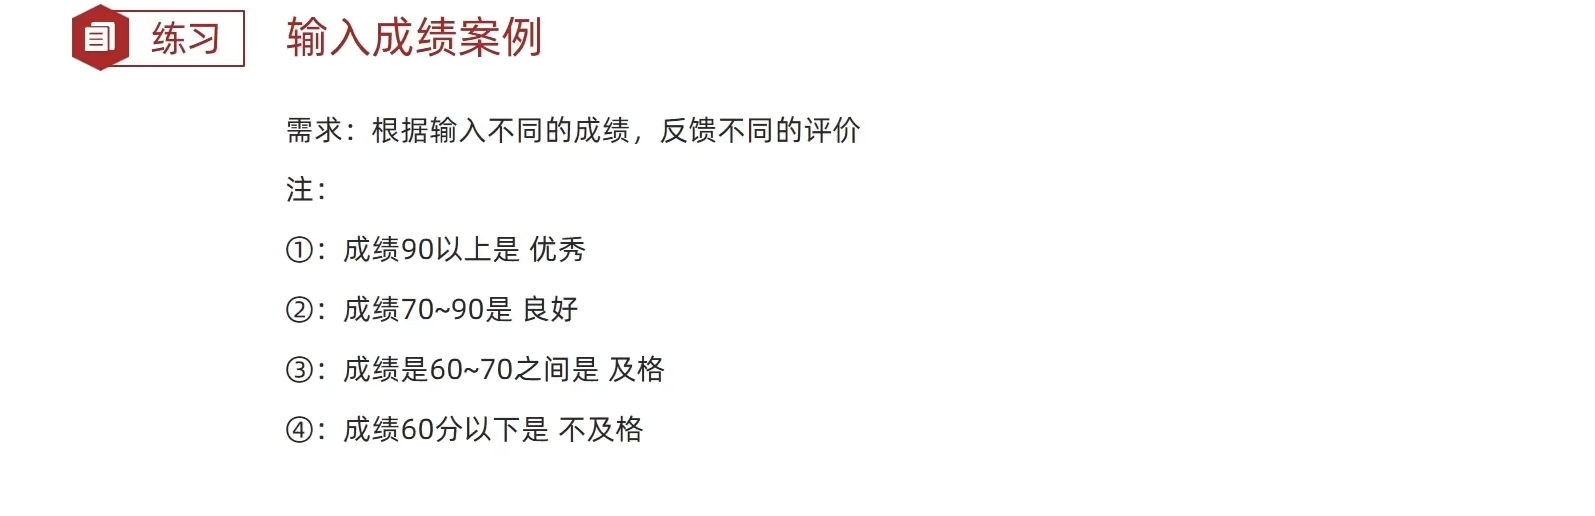 练习 输入成绩案例
需求：根据输入不同的成绩，反馈不同的评价
注：
①：成绩90以上是 优秀
②：成绩70~90是 良好
③：成绩是60~70之间是 及格
④：成绩60分以下是 不及格